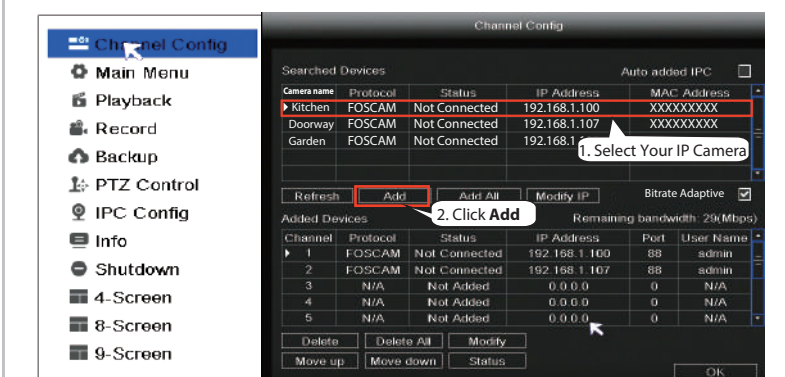 Channel Config
Main Menu
Playback
Record
Backup
PTZ Control
IPC Config
Info
Shutdown
4-Screen
8-Screen
9-Screen
Channel Config
Searched Devices Auto added IPC
Camera name Protocol Status IP Address MAC Address
Kitchen FOSCAM Not Connected 192.168.1.100 XXXXXXXXX
Doorway FOSCAM Not Connected 192.168.1.107 XXXXXXXXX
Garden FOSCAM Not Connected
1. Select Your IP Camera
Refresh Add Add All Modify IP Bitrate Adaptive
2. Click Add
Added Devices Remaining bandwidth: 29(Mbps)
Channel Protocol Status IP Address Port User Name
1 FOSCAM Not Connected 192.168.1.100 88 admin
2 FOSCAM Not Connected 192.168.1.107 88 admin
3 N/A Not Added 0.0.0.0 0 N/A
4 N/A Not Added 0.0.0.0 0 N/A
5 N/A Not Added 0.0.0.0 0 N/A
Delete Delete All Modify
Move up Move down Status
OK